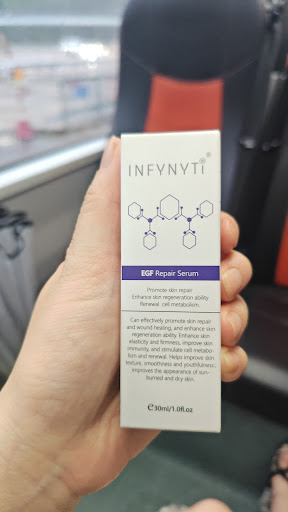 INFYNYTi®
EGF Repair Serum
Promote skin repair
Enhance skin regeneration ability
Renewal cell metabolism.
Can effectively promote skin repair
and wound healing, and enhance skin
regeneration ability. Enhance skin
elasticity and firmness, improve skin
immunity, and stimulate cell metabo-
lism and renewal. Helps improve skin
texture, smoothness and youthfulness;
improves the appearance of sun-
burned and dry skin.
℮30ml/1.0fl.oz